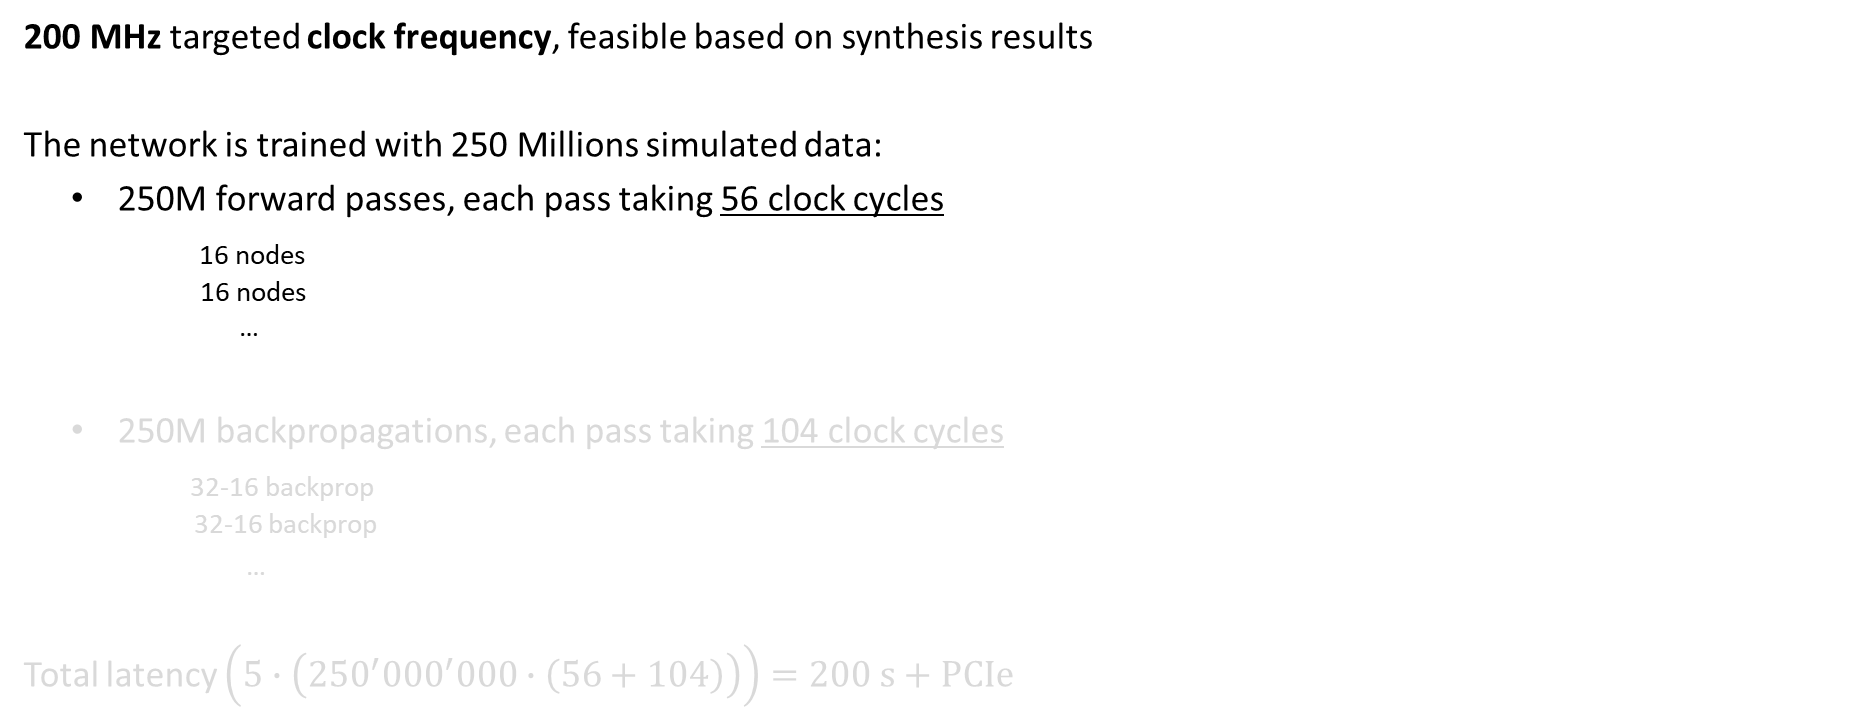 200 MHz targeted clock frequency, feasible based on synthesis results
The network is trained with 250 Millions simulated data:
• 250M forward passes, each pass taking 56 clock cycles
16 nodes
16 nodes
...
• 250M backpropagations, each pass taking 104 clock cycles
32-16 backprop
32-16 backprop
...
Total latency (5 · (250′000′000 · (56 + 104))) = 200 s + PCIe